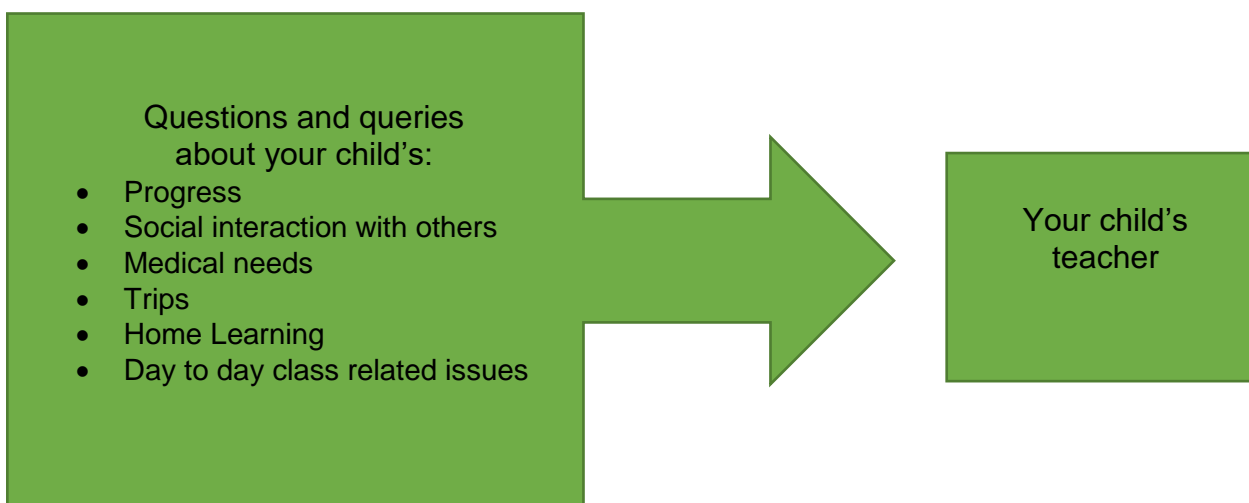 Questions and queries
about your child’s:
• Progress
• Social interaction with others
• Medical needs
• Trips
• Home Learning
• Day to day class related issues
Your child’s
teacher